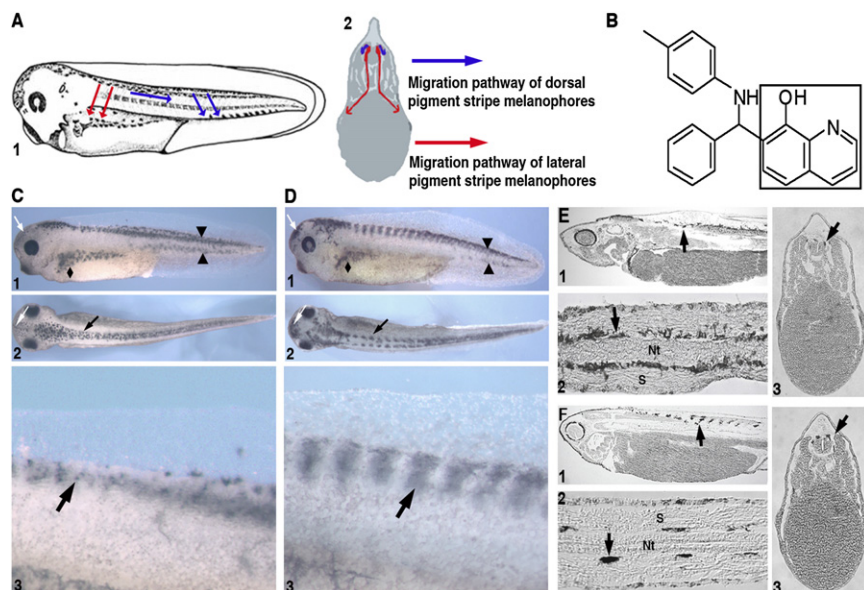 A
2
B
6.
1
Migration pathway of dorsal
pigment stripe melanophores
Migration pathway of lateral
pigment stripe melanophores
OH
NH
N
C
1
2
3
D
1
2
3
E
1
Nt
S
2
3
F
1
2
S
Nt
3